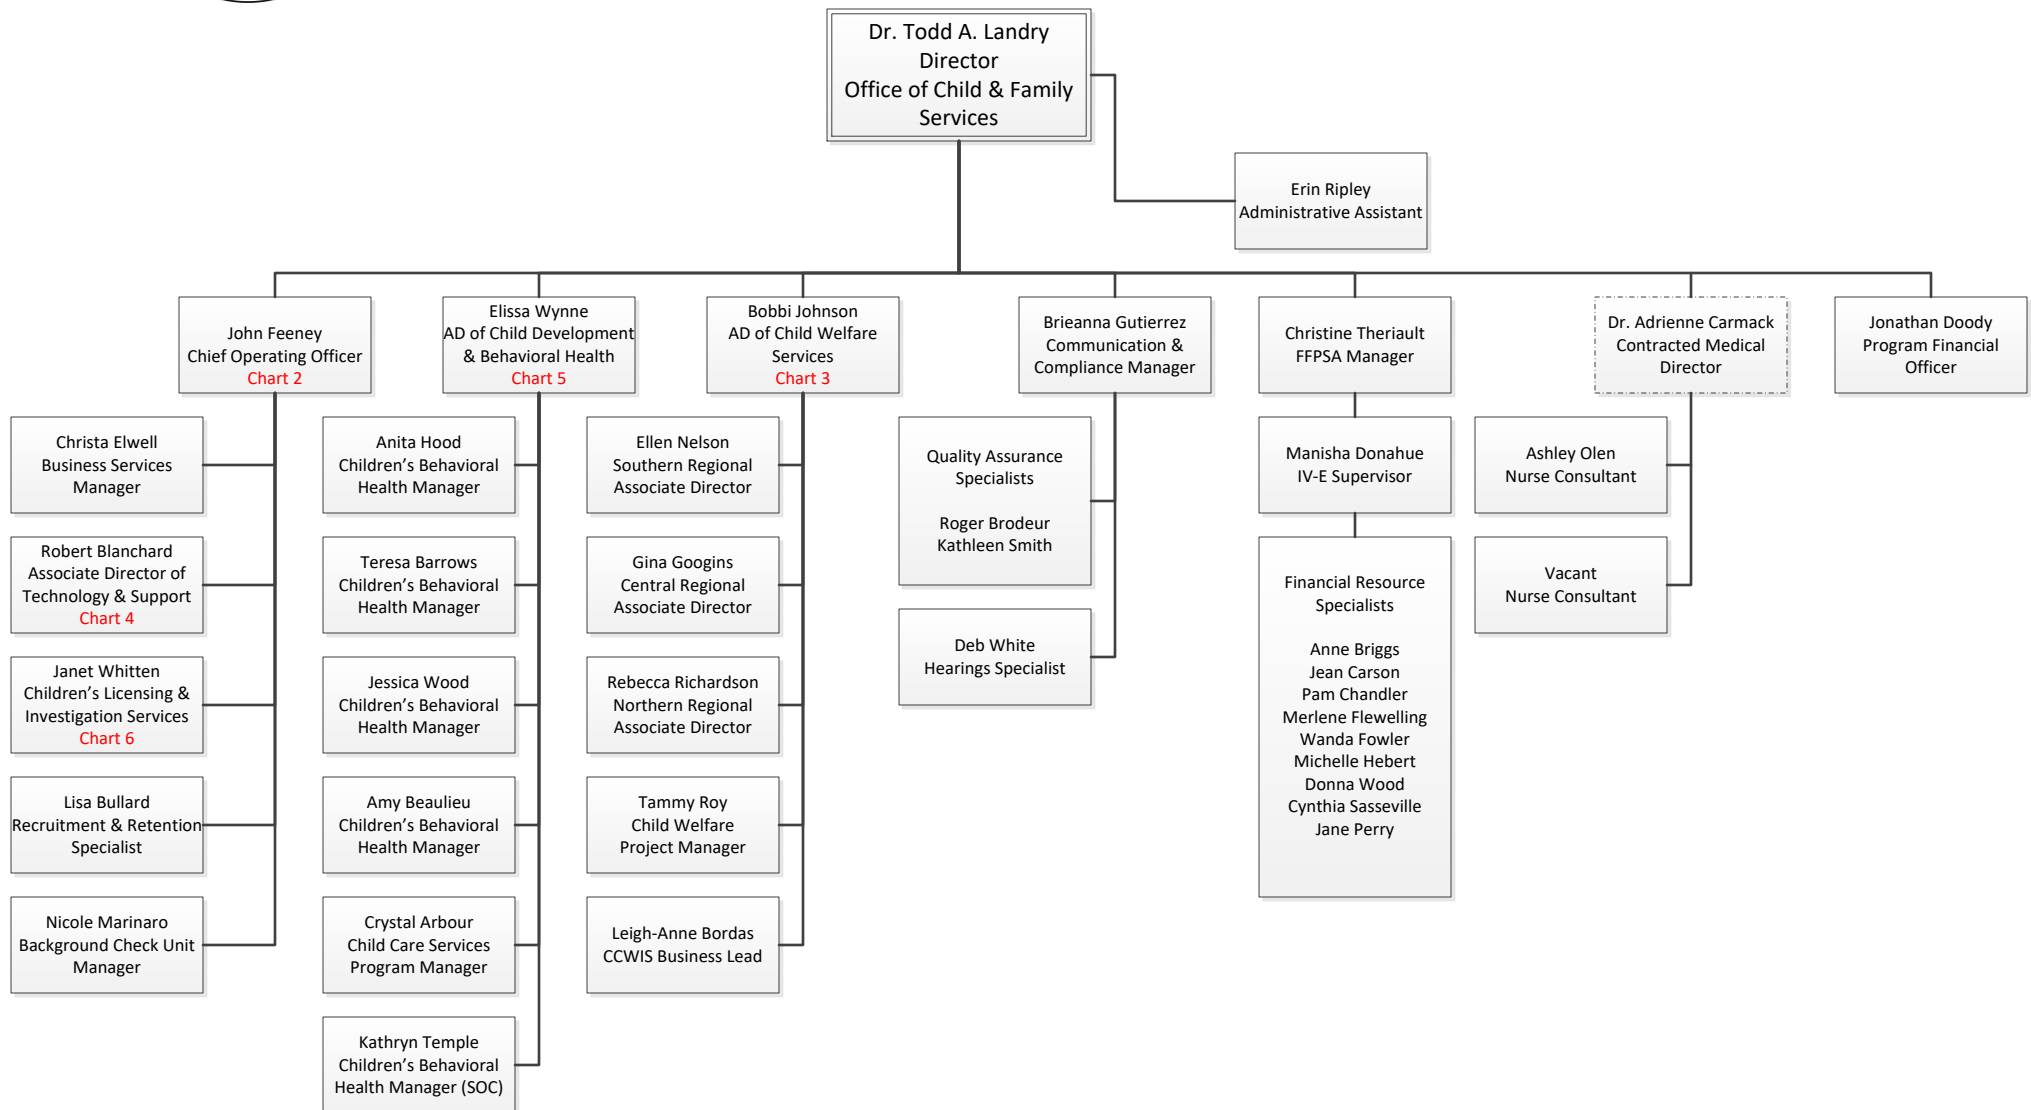 Dr. Todd A. Landry
Director
Office of Child & Family
Services
Erin Ripley
Administrative Assistant
John Feeney
Chief Operating Officer
Chart 2
Elissa Wynne
AD of Child Development
& Behavioral Health
Chart 5
Bobbi Johnson
AD of Child Welfare
Services
Chart 3
Brieanna Gutierrez
Communication &
Compliance Manager
Christine Theriault
FFPSA Manager
Dr. Adrienne Carmack
Contracted Medical
Director
Jonathan Doody
Program Financial
Officer
Christa Elwell
Business Services
Manager
Robert Blanchard
Associate Director of
Technology & Support
Chart 4
Janet Whitten
Children’s Licensing &
Investigation Services
Chart 6
Lisa Bullard
Recruitment & Retention
Specialist
Nicole Marinaro
Background Check Unit
Manager
Anita Hood
Children’s Behavioral
Health Manager
Teresa Barrows
Children’s Behavioral
Health Manager
Jessica Wood
Children’s Behavioral
Health Manager
Amy Beaulieu
Children’s Behavioral
Health Manager
Crystal Arbour
Child Care Services
Program Manager
Kathryn Temple
Children’s Behavioral
Health Manager (SOC)
Ellen Nelson
Southern Regional
Associate Director
Gina Googins
Central Regional
Associate Director
Rebecca Richardson
Northern Regional
Associate Director
Tammy Roy
Child Welfare
Project Manager
Leigh-Anne Bordas
CCWIS Business Lead
Quality Assurance
Specialists
Roger Brodeur
Kathleen Smith
Deb White
Hearings Specialist
Manisha Donahue
IV-E Supervisor
Financial Resource
Specialists
Anne Briggs
Jean Carson
Pam Chandler
Merlene Flewelling
Wanda Fowler
Michelle Hebert
Donna Wood
Cynthia Sasseville
Jane Perry
Ashley Olen
Nurse Consultant
Vacant
Nurse Consultant